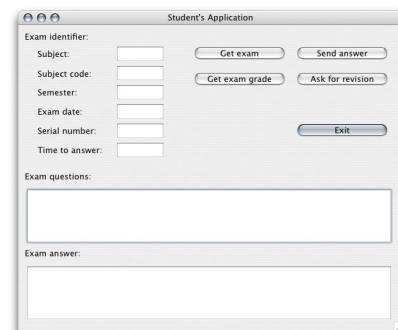 Student's Application
Exam identifier:
Subject:
Get exam
Send answer
Subject code:
Get exam grade
Ask for revision
Semester:
Exam date:
Serial number:
Exit
Time to answer:
Exam questions:
Exam answer: